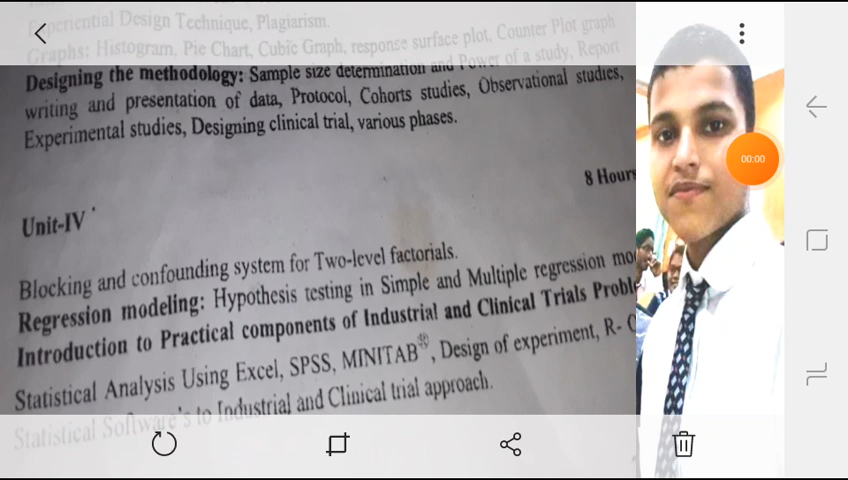 Experiential Design Technique, Plagiarism.
Graphs: Histogram, Pie Chart, Cubic Graph, response surface plot, Counter Plot graph
Designing the methodology: Sample size determination and Power of a study, Report
writing and presentation of data, Protocol, Cohorts studies, Observational studies,
Experimental studies, Designing clinical trial, various phases.
8 Hours
Unit-IV
Blocking and confounding system for Two-level factorials.
Regression modeling: Hypothesis testing in Simple and Multiple regression mo
Introduction to Practical components of Industrial and Clinical Trials Probl
Statistical Analysis Using Excel, SPSS, MINITAB®, Design of experiment, R-
Statistical Software's to Industrial and Clinical trial approach.
00:00